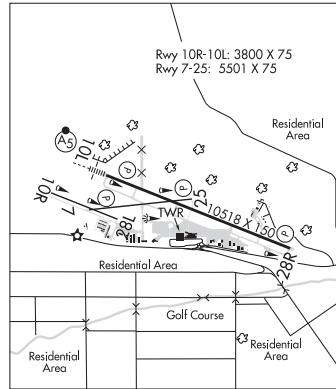 Rwy 10R-10L: 3800 X 75
Rwy 7-25: 5501 X 75
Residential
Area
A5
10L
P
10R
P
25
P
7
TWR
10518 X 150
28L
28R
Residential Area
Golf Course
Residential
Area
Residential
Area